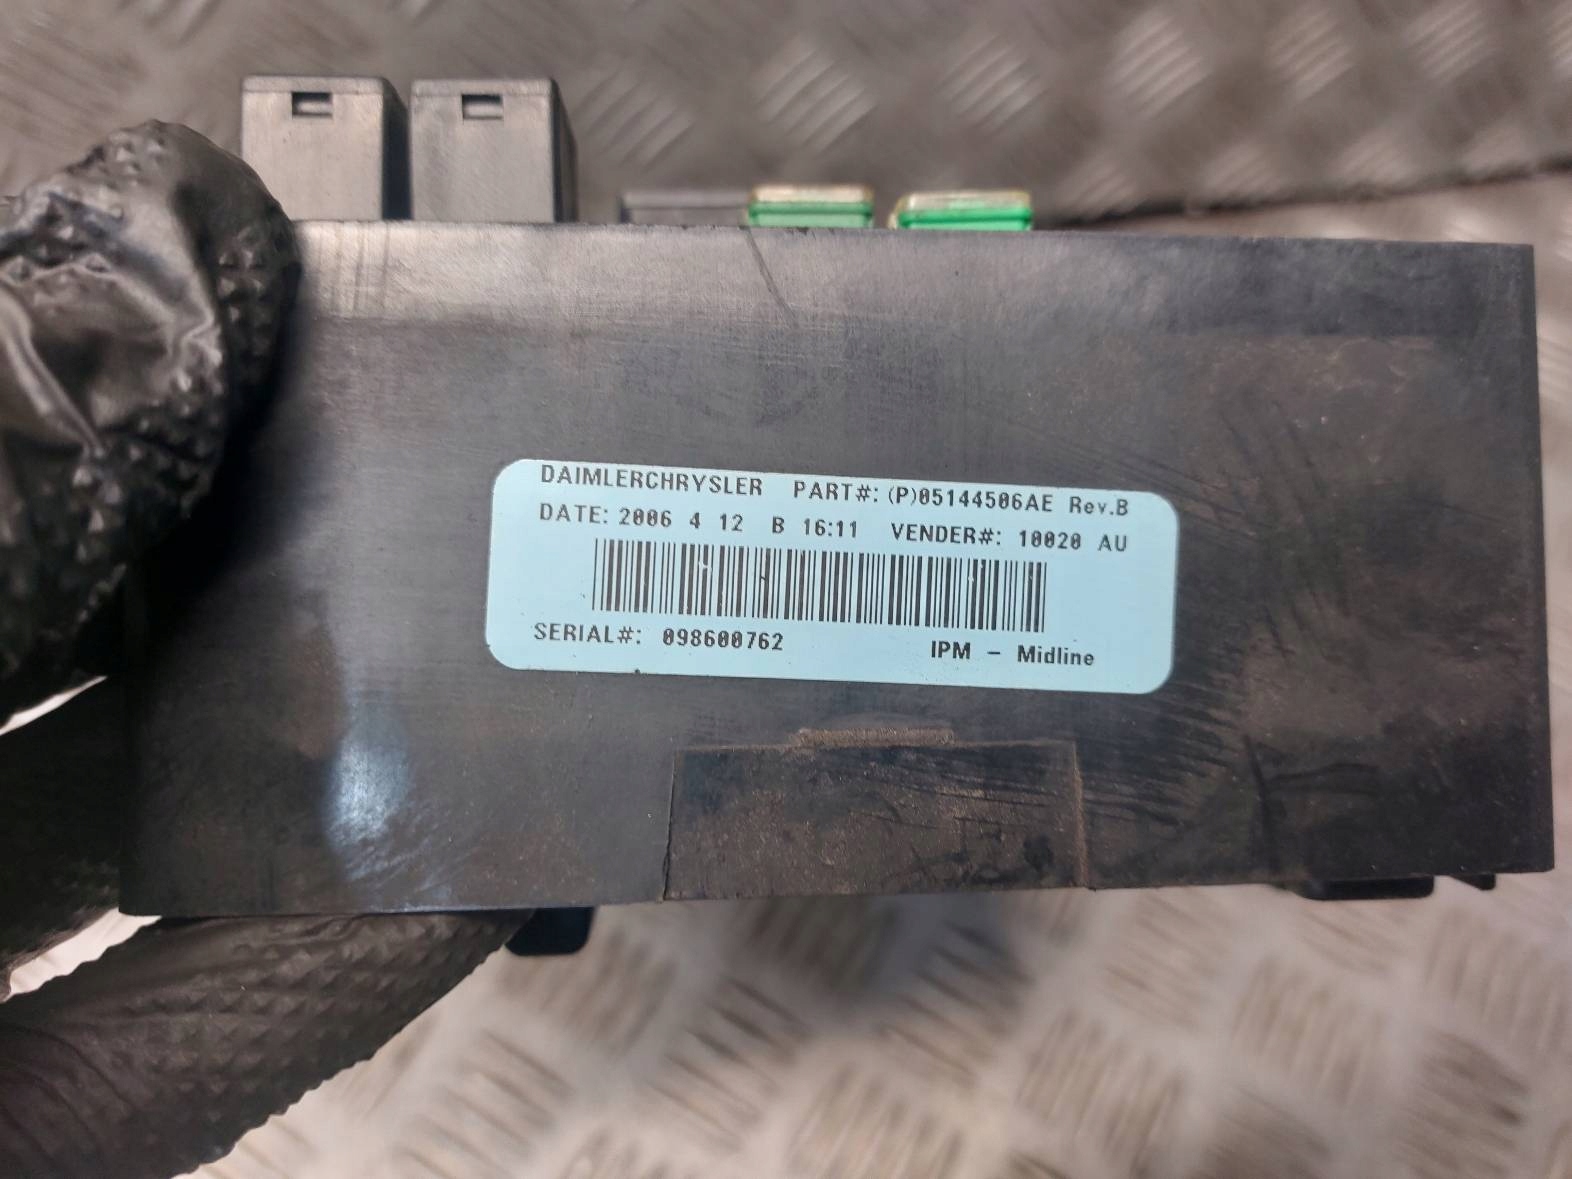 DAIMLERCHRYSLER PART#: (P)05144506AE Rev.B
DATE: 2006 4 12 B 16:11 VENDER#: 10020 AU
SERIAL#: 098600762 IPM - Midline